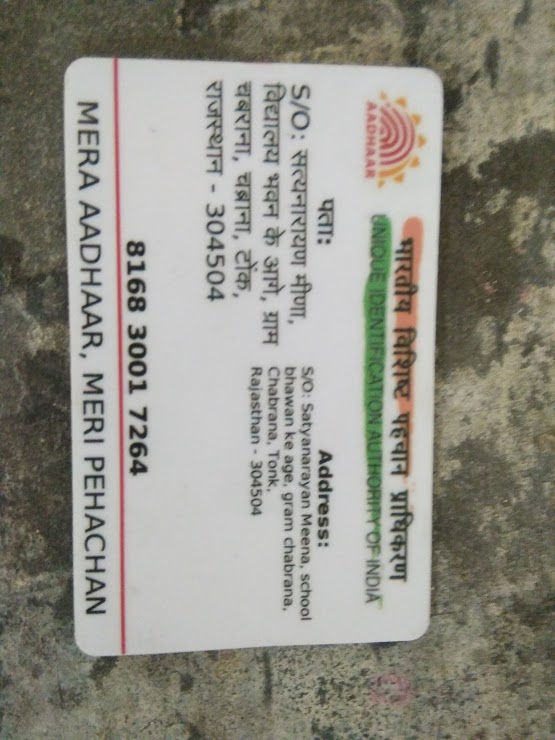 AADHAAR
भारतीय विशिष्ट पहचान प्राधिकरण
UNIQUE IDENTIFICATION AUTHORITY OF INDIA
पता:
S/O: सत्यनारायण मीणा,
विद्यालय भवन के आगे, ग्राम
चबराना, चब्राना, टोंक,
राजस्थान - 304504
Address:
S/O: Satyanarayan Meena, school
bhawan ke age, gram chabrana,
Chabrana, Tonk,
Rajasthan - 304504
8168 3001 7264
MERA AADHAAR, MERI PEHACHAN